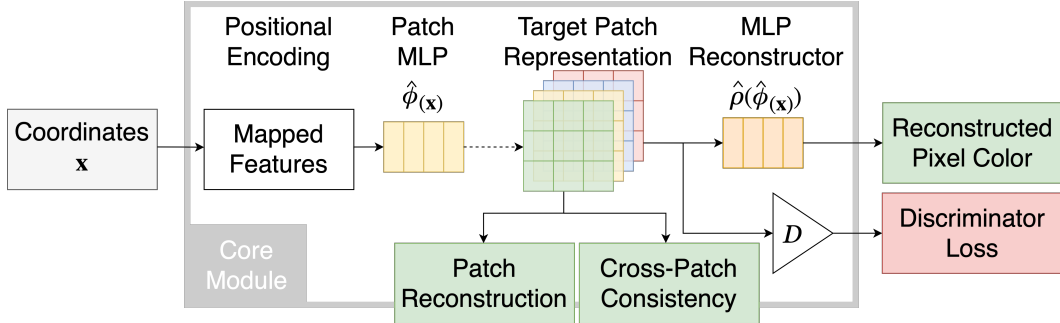 Positional
Encoding
Patch
MLP
Target Patch
Representation
MLP
Reconstructor
ϕ̂(𝐱)
ρ̂(ϕ̂(𝐱))
Coordinates
𝐱
Mapped
Features
Reconstructed
Pixel Color
D
Discriminator
Loss
Core
Module
Patch
Reconstruction
Cross-Patch
Consistency